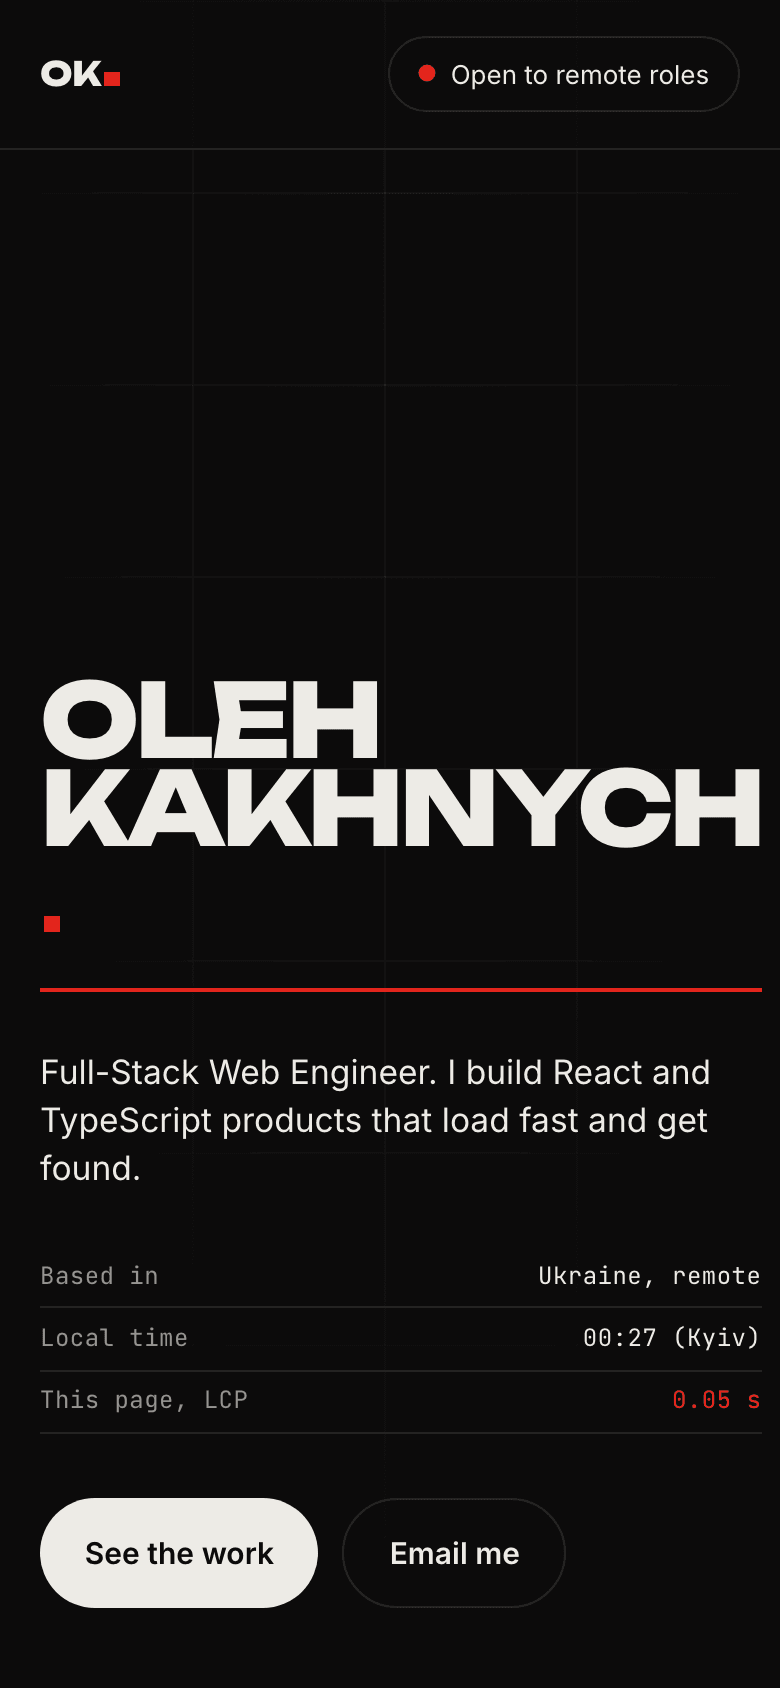 OK.
Open to remote roles
OLEH
KAKHNYCH
.
Full-Stack Web Engineer. I build React and
TypeScript products that load fast and get
found.
Based in Ukraine, remote
Local time 00:27 (Kyiv)
This page, LCP 0.05 s
See the work
Email me